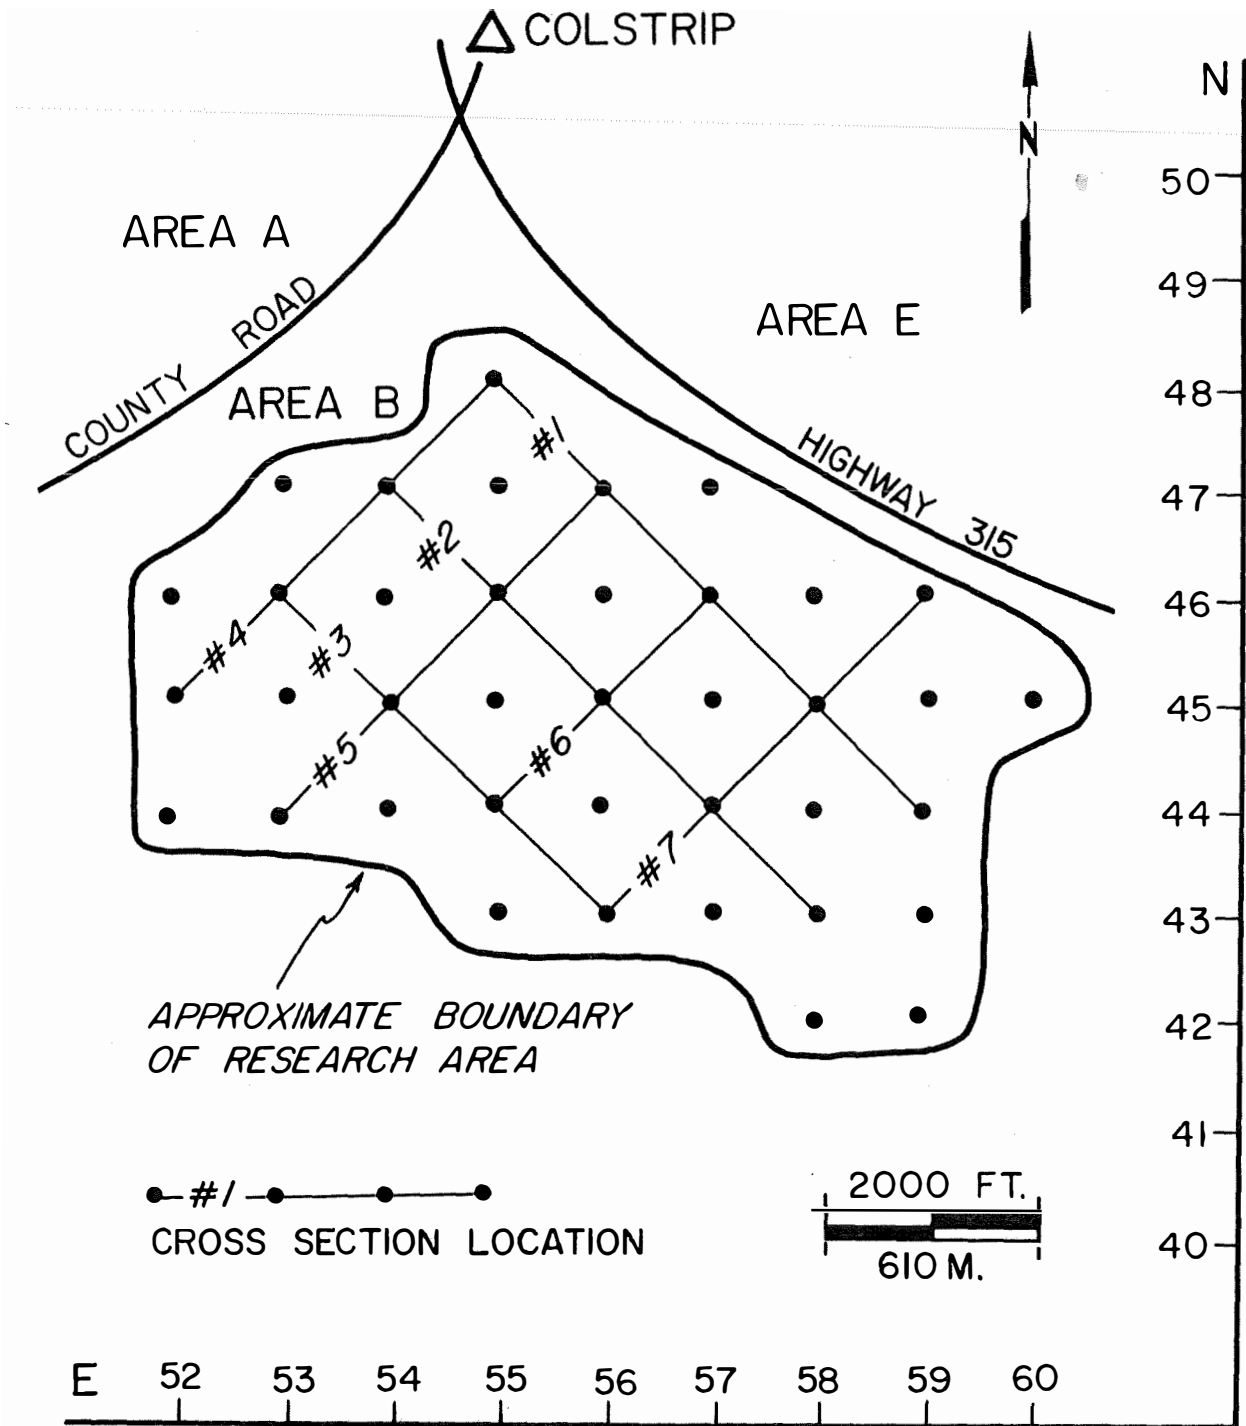 COLSTRIP
N
N
50
AREA A
49
COUNTY ROAD
AREA E
AREA B
48
#1
HIGHWAY 315
47
#2
46
#4
#3
45
#5
#6
44
#7
43
APPROXIMATE BOUNDARY
OF RESEARCH AREA
42
41
#1
2000 FT.
CROSS SECTION LOCATION
40
610 M.
E 52 53 54 55 56 57 58 59 60